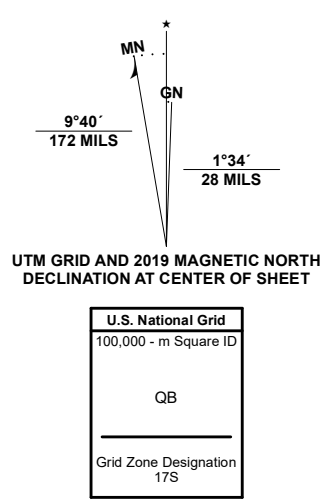 MN
GN
9°40´
172 MILS
1°34´
28 MILS
UTM GRID AND 2019 MAGNETIC NORTH
DECLINATION AT CENTER OF SHEET
U.S. National Grid
100,000 - m Square ID
QB
Grid Zone Designation
17S